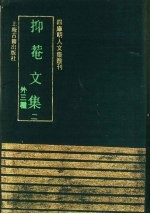 四庫明人文集叢刊
抑菴文集 二
外三種
上海古籍出版社